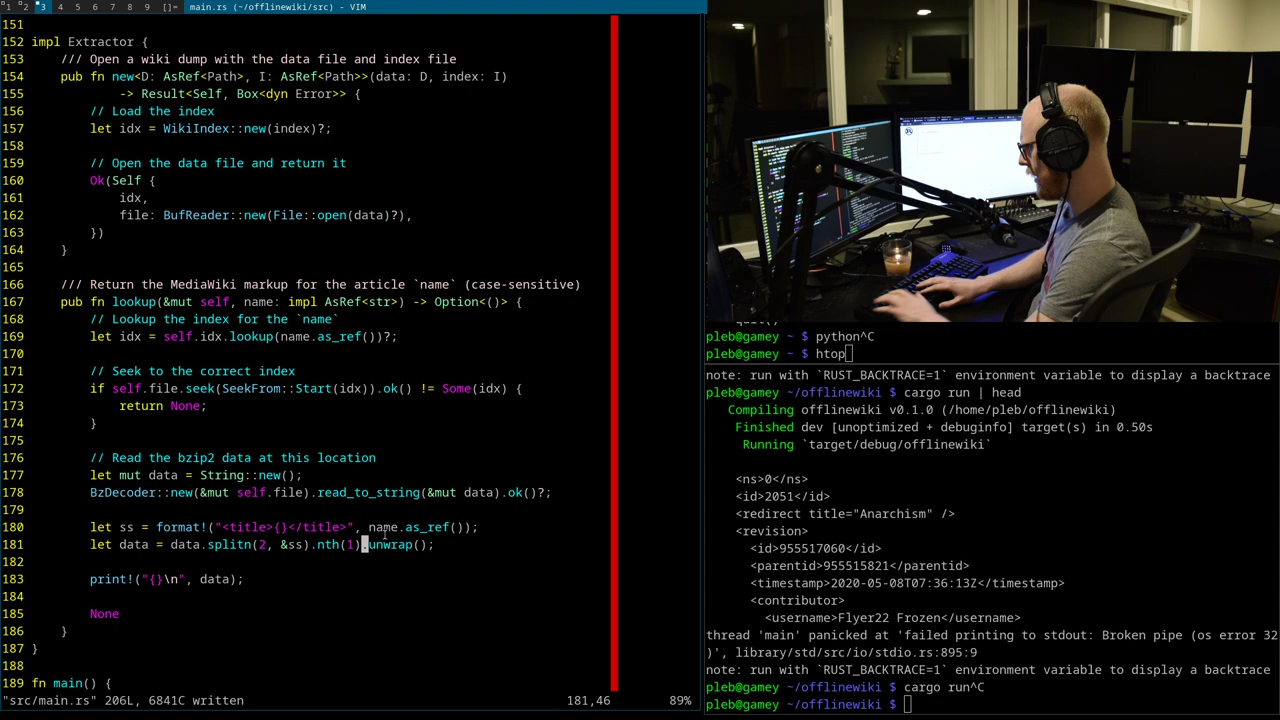 1 2 3 4 5 6 7 8 9 []= main.rs (~/offlinewiki/src) - VIM
151
152 impl Extractor {
153     /// Open a wiki dump with the data file and index file
154     pub fn new<D: AsRef<Path>, I: AsRef<Path>>(data: D, index: I)
155             -> Result<Self, Box<dyn Error>> {
156         // Load the index
157         let idx = WikiIndex::new(index)?;
158
159         // Open the data file and return it
160         Ok(Self {
161             idx,
162             file: BufReader::new(File::open(data)?),
163         })
164     }
165
166     /// Return the MediaWiki markup for the article `name` (case-sensitive)
167     pub fn lookup(&mut self, name: impl AsRef<str>) -> Option<()> {
168         // Lookup the index for the `name`
169         let idx = self.idx.lookup(name.as_ref())?;
170
171         // Seek to the correct index
172         if self.file.seek(SeekFrom::Start(idx)).ok() != Some(idx) {
173             return None;
174         }
175
176         // Read the bzip2 data at this location
177         let mut data = String::new();
178         BzDecoder::new(&mut self.file).read_to_string(&mut data).ok()?;
179
180         let ss = format!("<title>{}</title>", name.as_ref());
181         let data = data.splitn(2, &ss).nth(1).unwrap();
182
183         print!("{}\n", data);
184
185         None
186     }
187 }
188
189 fn main() {
"src/main.rs" 206L, 6841C written 181,46 89%
quit()
pleb@gamey ~ $ python^C
pleb@gamey ~ $ htop
note: run with `RUST_BACKTRACE=1` environment variable to display a backtrace
pleb@gamey ~/offlinewiki $ cargo run | head
   Compiling offlinewiki v0.1.0 (/home/pleb/offlinewiki)
    Finished dev [unoptimized + debuginfo] target(s) in 0.50s
     Running `target/debug/offlinewiki`
    <ns>0</ns>
    <id>2051</id>
    <redirect title="Anarchism" />
    <revision>
      <id>955517060</id>
      <parentid>955515821</parentid>
      <timestamp>2020-05-08T07:36:13Z</timestamp>
      <contributor>
        <username>Flyer22 Frozen</username>
thread 'main' panicked at 'failed printing to stdout: Broken pipe (os error 32
)', library/std/src/io/stdio.rs:895:9
note: run with `RUST_BACKTRACE=1` environment variable to display a backtrace
pleb@gamey ~/offlinewiki $ cargo run^C
pleb@gamey ~/offlinewiki $